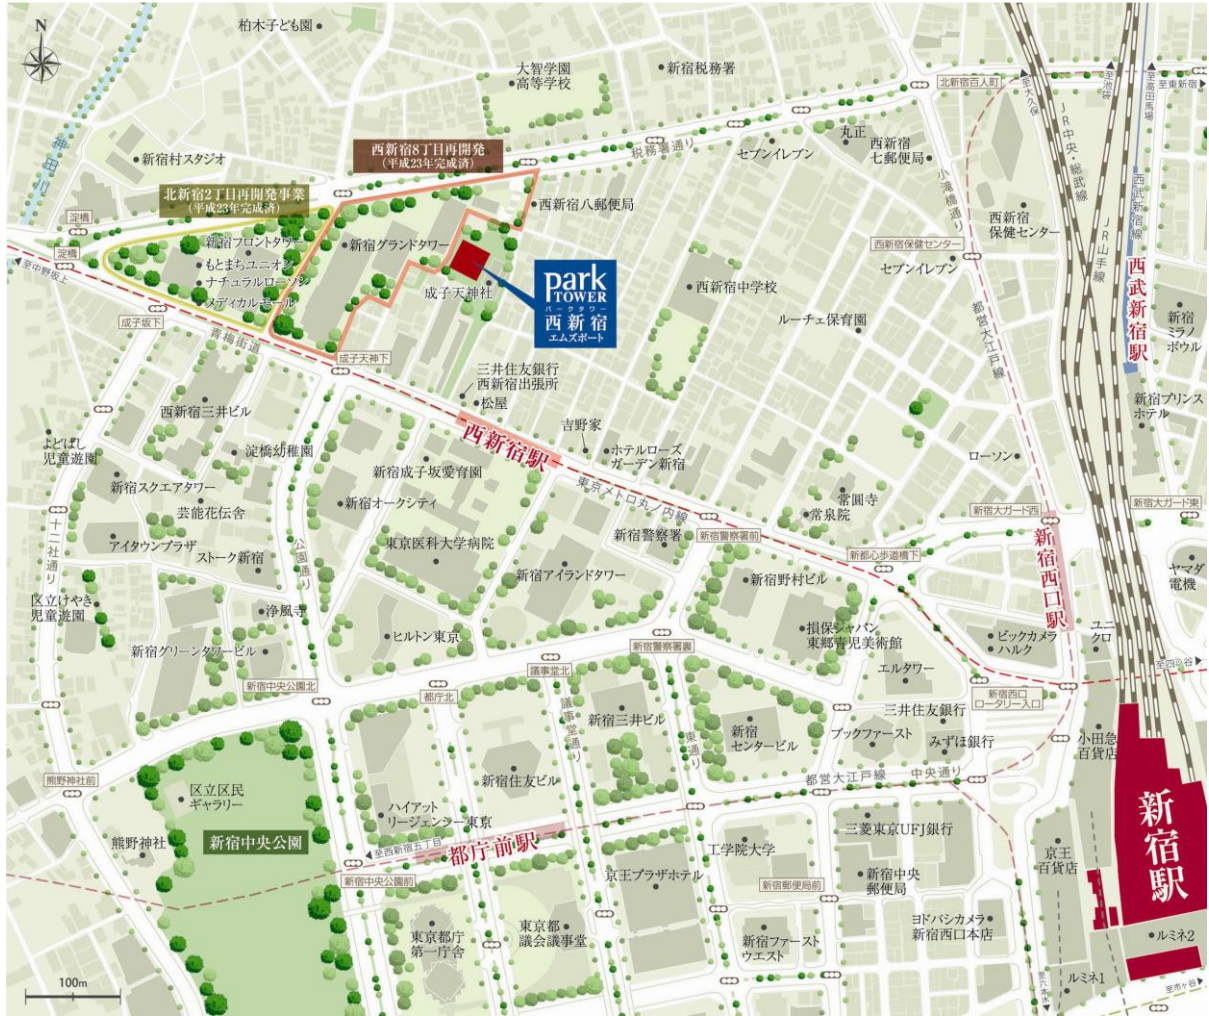 N
柏木子ども園
大智学園
高等学校
新宿税務署
北新宿百人町
至大久保
至池袋
至高田馬場
至東新宿
神田川
新宿村スタジオ
西新宿8丁目再開発
(平成23年完成済)
税務署通り
セブンイレブン
丸正
西新宿
七郵便局
JR中央・総武線
JR山手線
西武新宿線
北新宿2丁目再開発事業
(平成23年完成済)
淀橋
淀橋
至中野坂上
新宿フロントタワー
もとまちユニオン
ナチュラルローソン
メディカルモール
新宿グランドタワー
西新宿八郵便局
成子天神社
park
TOWER
パークタワー
西新宿
エムズポート
西新宿中学校
ルーチェ保育園
小滝橋通り
西新宿保健センター
セブンイレブン
西新宿
保健センター
都営大江戸線
西武新宿駅
新宿
ミラノ
ボウル
新宿プリンス
ホテル
成子坂下
青梅街道
成子天神下
三井住友銀行
西新宿出張所
松屋
西新宿駅
吉野家
ホテルローズ
ガーデン新宿
東京メトロ丸ノ内線
ローソン
常圓寺
常泉院
新宿大ガード西
新宿大ガード東
西新宿三井ビル
よどばし
児童遊園
淀橋幼稚園
新宿スクエアタワー
芸能花伝舎
アイタウンプラザ
ストーク新宿
十二社通り
公園通り
新宿成子坂愛育園
新宿オークシティ
東京医科大学病院
新宿アイランドタワー
新宿警察署
新宿警察署前
新都心歩道橋下
新宿西口駅
ヤマダ
電機
区立けやき
児童遊園
浄風寺
新宿グリーンタワービル
ヒルトン東京
新宿野村ビル
損保ジャパン
東郷青児美術館
ビックカメラ
ハルク
ユニ
クロ
至四の谷
エルタワー
新宿西口
ロータリー入口
新宿警察署裏
議事堂北
都庁北
新宿中央公園北
議事堂通り
新宿三井ビル
東通り
新宿
センタービル
三井住友銀行
ブックファースト
みずほ銀行
小田急
百貨店
都営大江戸線
中央通り
熊野神社前
区立区民
ギャラリー
熊野神社
新宿中央公園
新宿住友ビル
ハイアット
リージェンシー東京
至西新宿五丁目
都庁前駅
新宿中央公園前
工学院大学
京王プラザホテル
三菱東京UFJ銀行
新宿中央
郵便局
新宿郵便局前
京王
百貨店
新宿駅
東京都庁
第一庁舎
東京都
議会議事堂
新宿ファースト
ウエスト
ヨドバシカメラ
新宿西口本店
ルミネ2
ルミネ1
至六本木
至市ヶ谷
100m